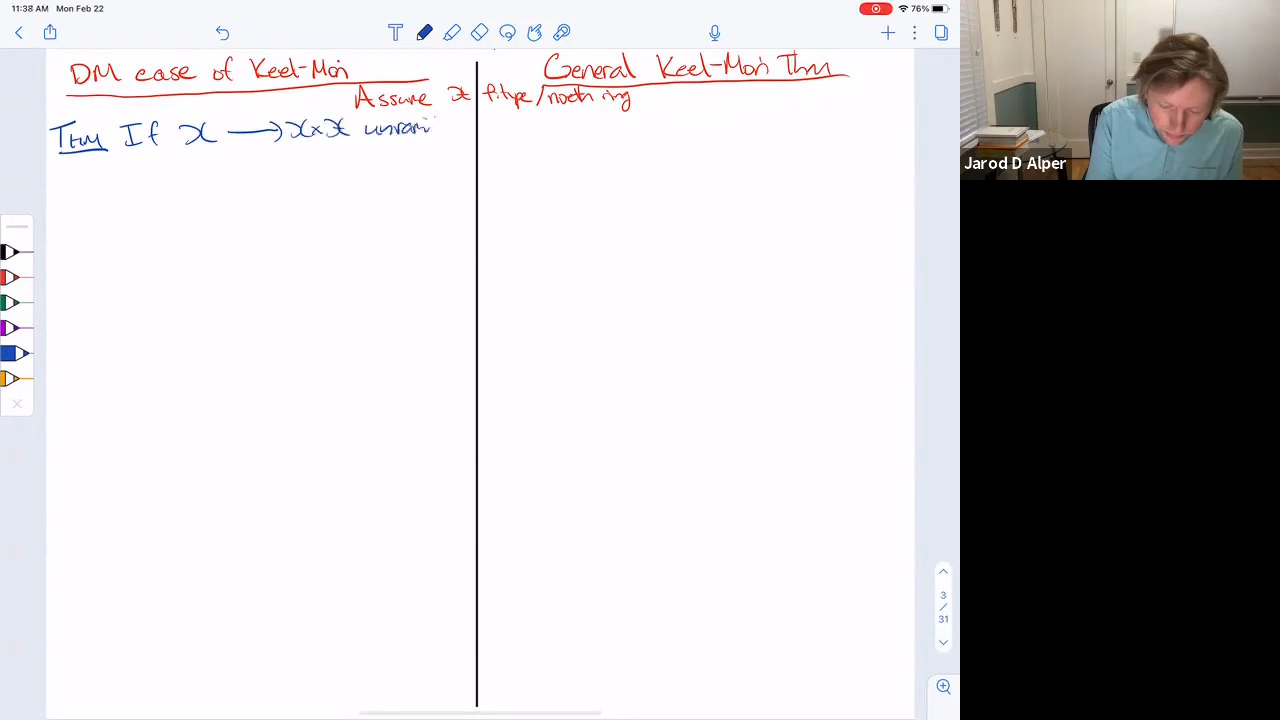 11:38 AM Mon Feb 22
76%
DM case of Keel-Mori
General Keel-Mori Thm
Assume 𝒳 f.type/noeth ring
Thm If 𝒳 ⟶ 𝒳×𝒳 unrami
Jarod D Alper
3
/
31